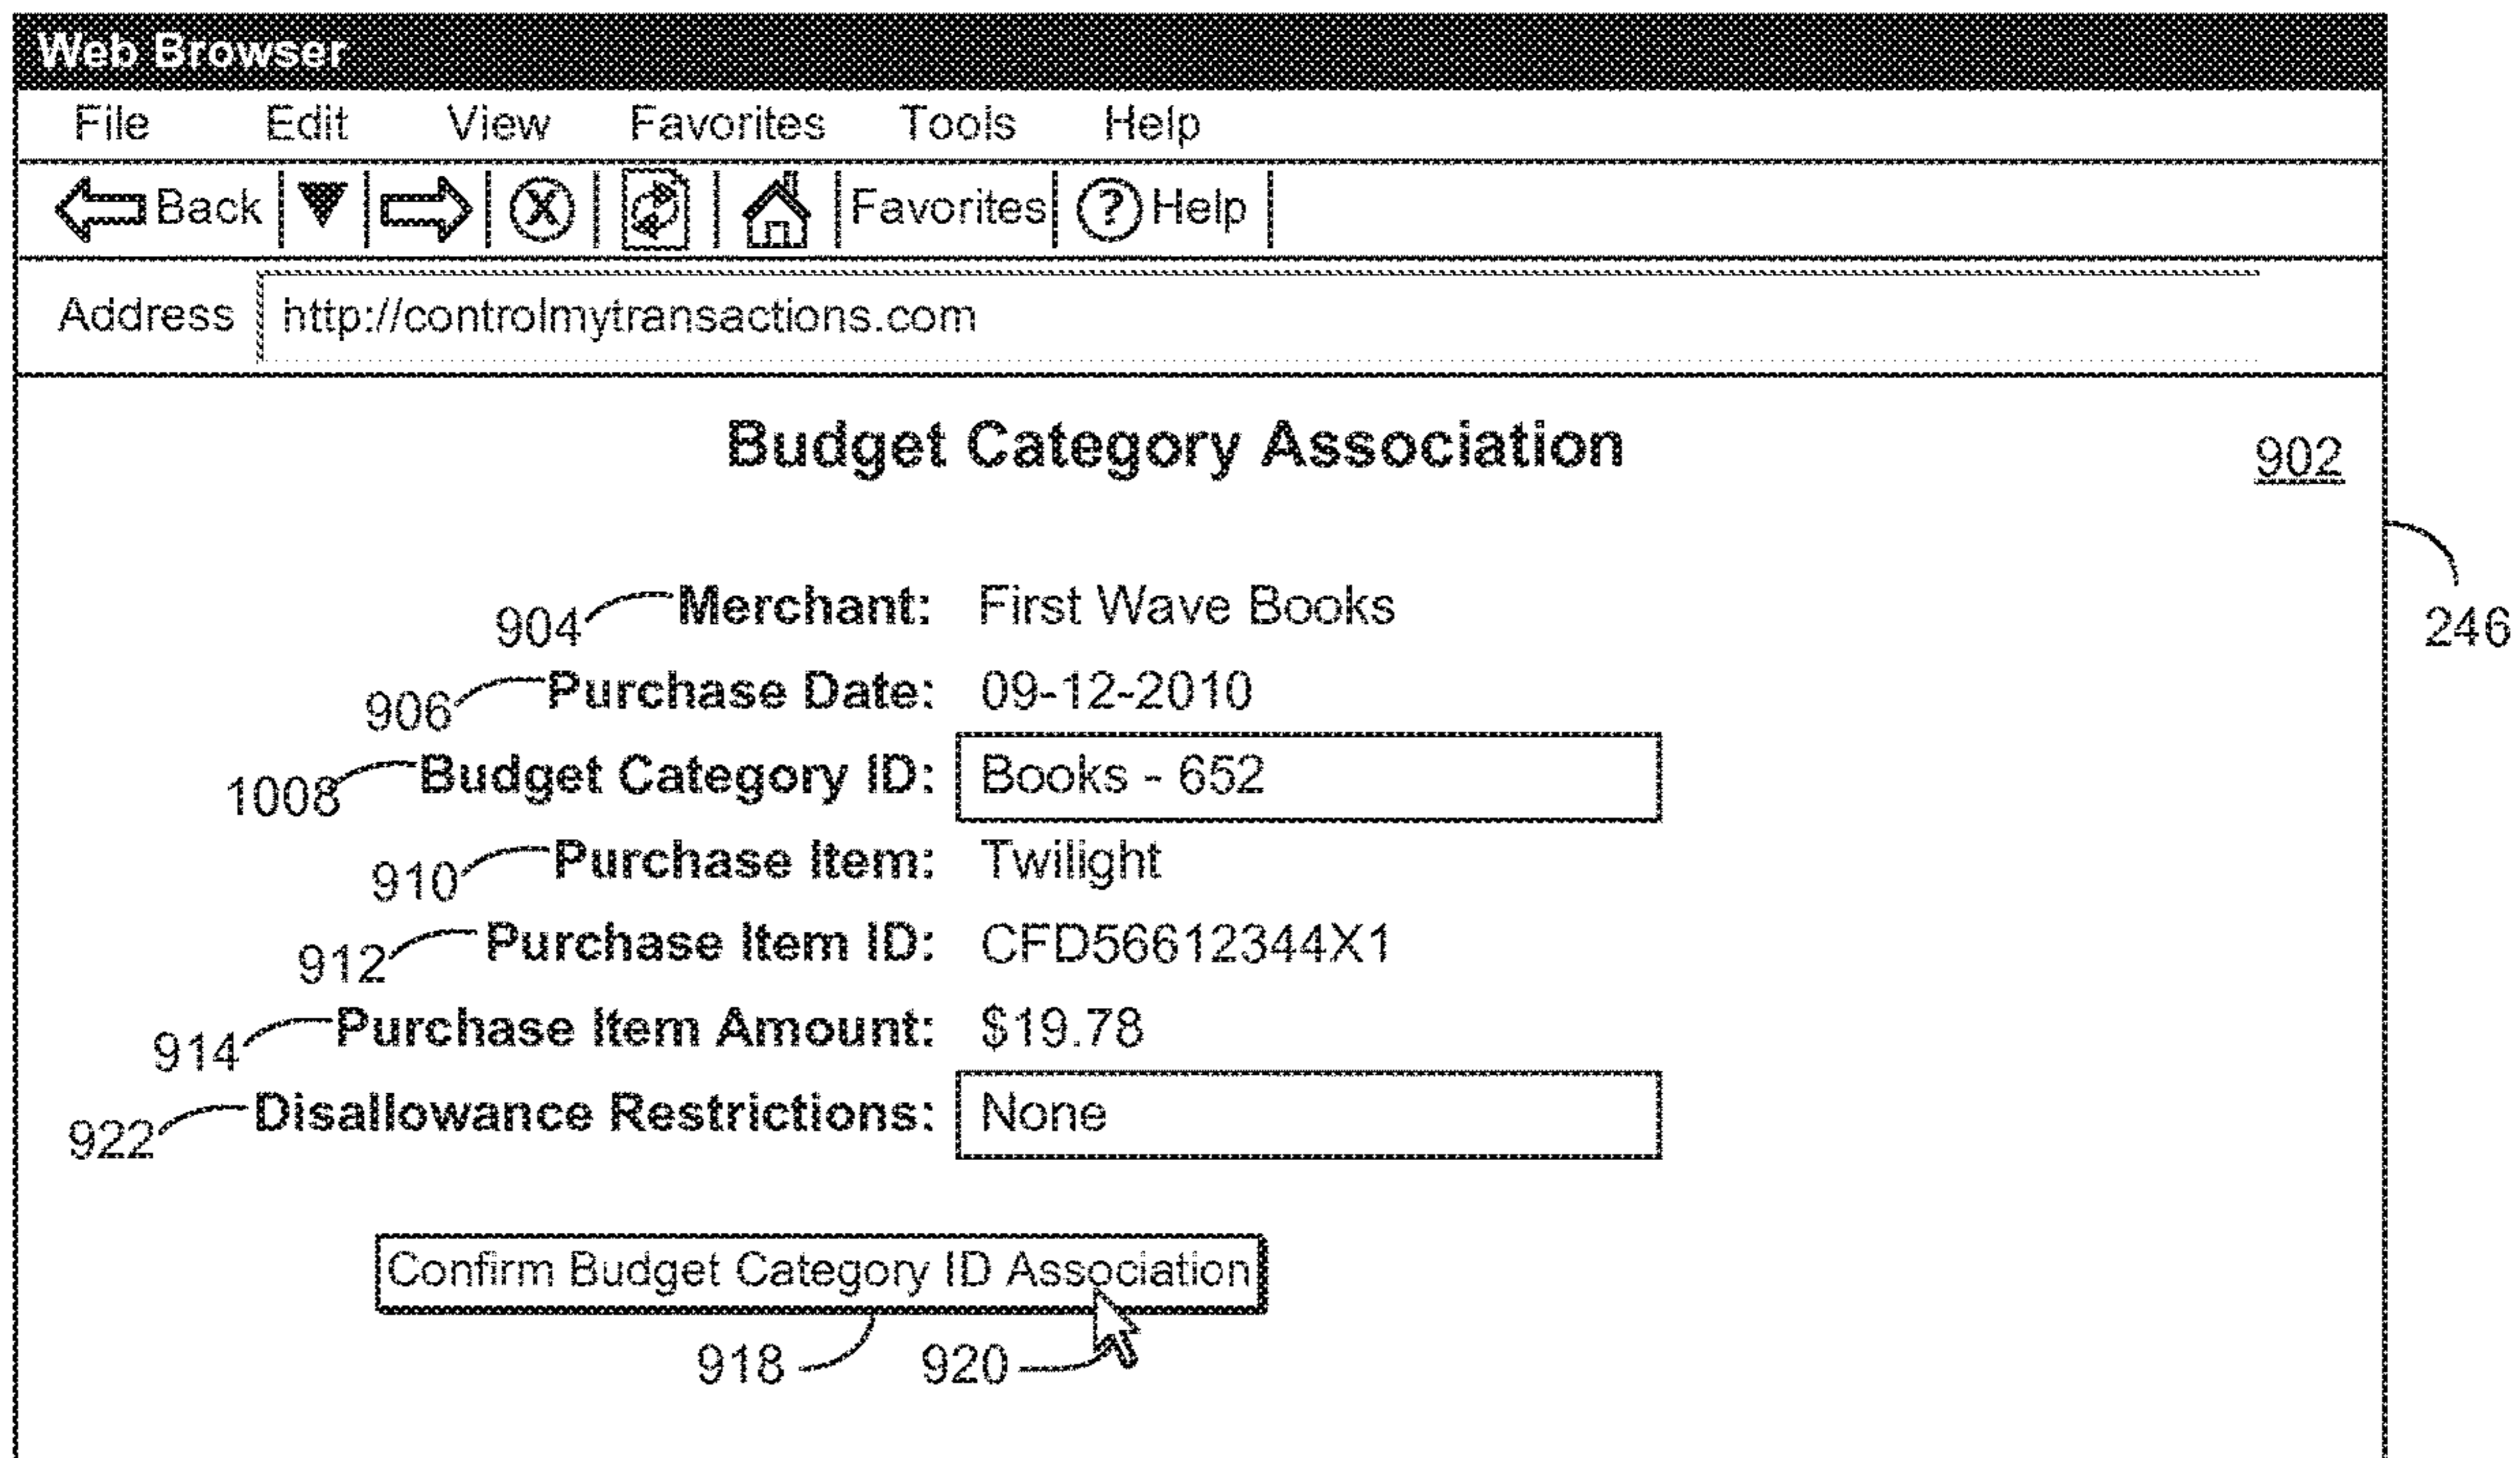 Web Browser
File Edit View Favorites Tools Help
Back X Favorites ? Help
Address http://controlmytransactions.com
Budget Category Association 902
246
904 Merchant: First Wave Books
906 Purchase Date: 09-12-2010
1008 Budget Category ID: Books - 652
910 Purchase Item: Twilight
912 Purchase Item ID: CFD56612344X1
914 Purchase Item Amount: $19.78
922 Disallowance Restrictions: None
Confirm Budget Category ID Association
918 920